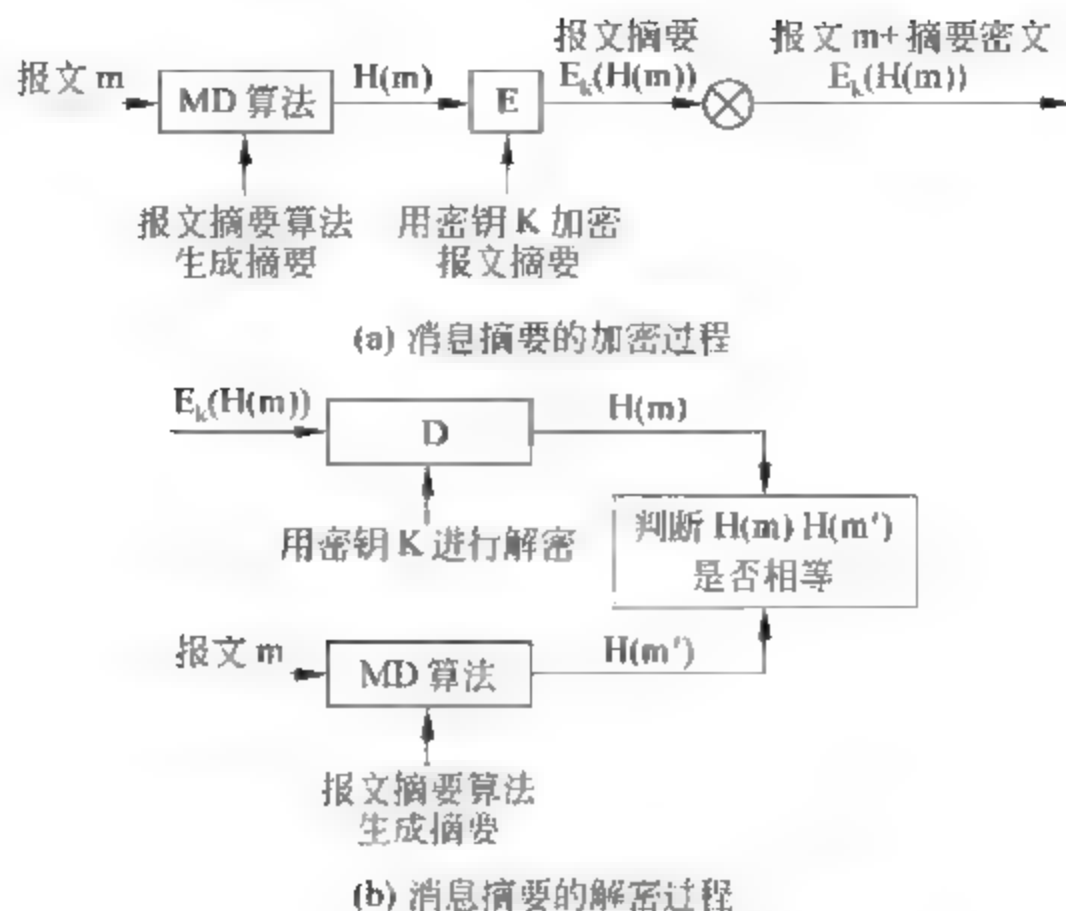 报文 m
MD 算法
H(m)
E
报文摘要
E_k(H(m))
报文 m+ 摘要密文
E_k(H(m))
报文摘要算法
生成摘要
用密钥 K 加密
报文摘要
(a) 消息摘要的加密过程
E_k(H(m))
D
H(m)
用密钥 K 进行解密
判断 H(m) H(m')
是否相等
报文 m
MD 算法
H(m')
报文摘要算法
生成摘要
(b) 消息摘要的解密过程